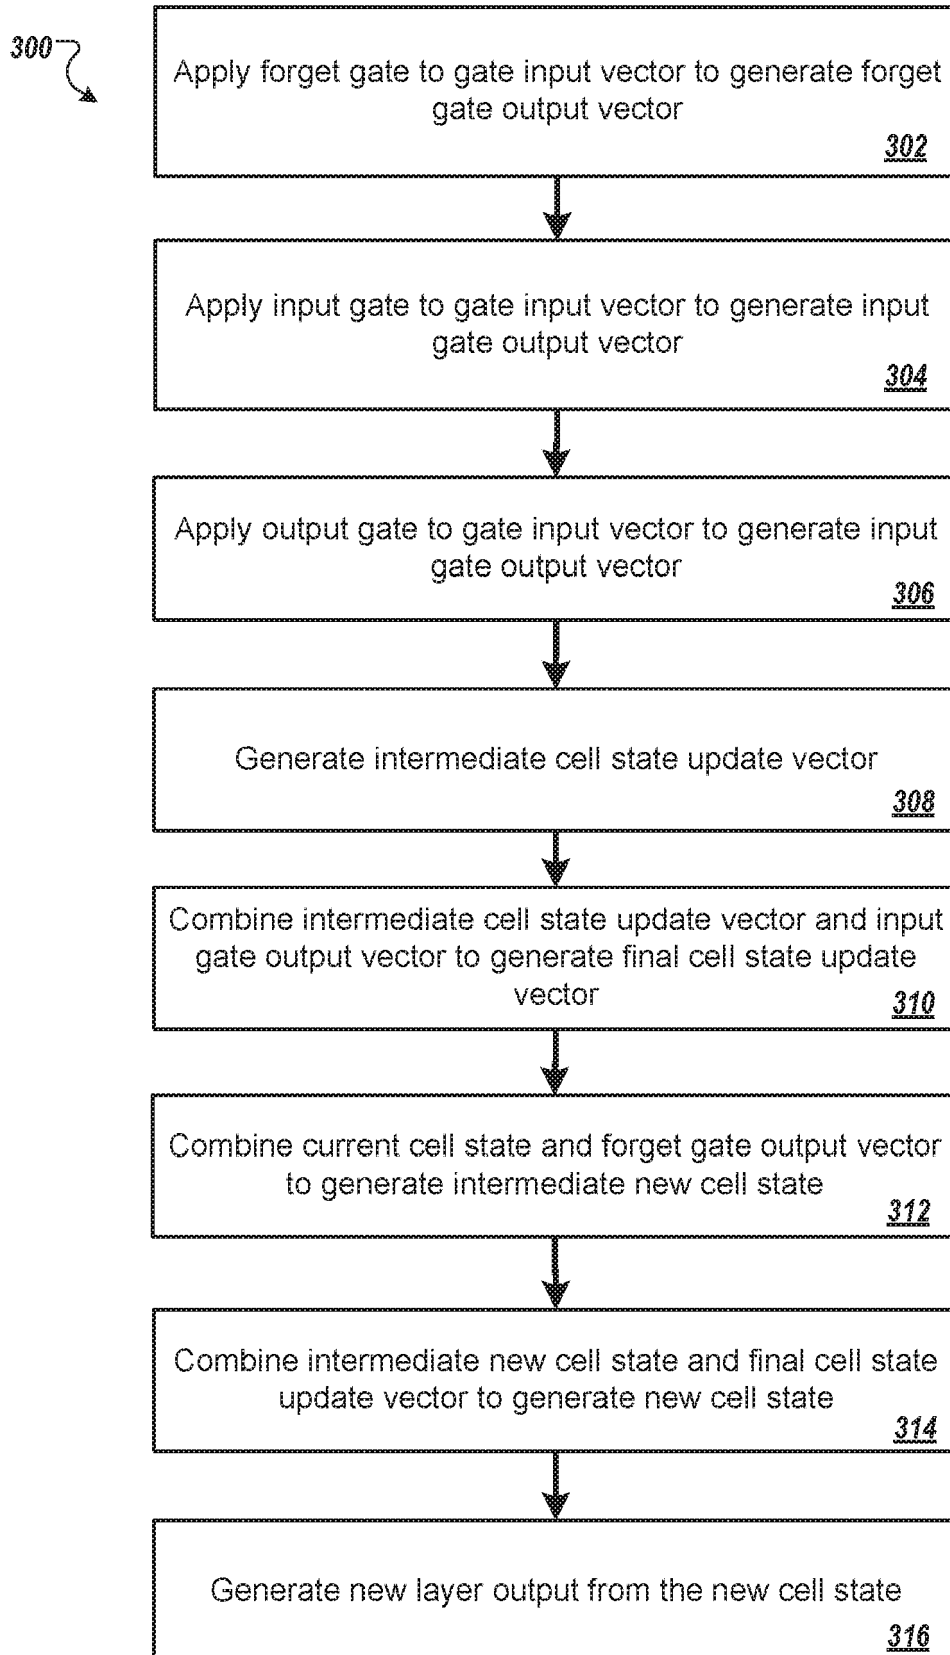 300
Apply forget gate to gate input vector to generate forget
gate output vector
302
Apply input gate to gate input vector to generate input
gate output vector
304
Apply output gate to gate input vector to generate input
gate output vector
306
Generate intermediate cell state update vector
308
Combine intermediate cell state update vector and input
gate output vector to generate final cell state update
vector
310
Combine current cell state and forget gate output vector
to generate intermediate new cell state
312
Combine intermediate new cell state and final cell state
update vector to generate new cell state
314
Generate new layer output from the new cell state
316